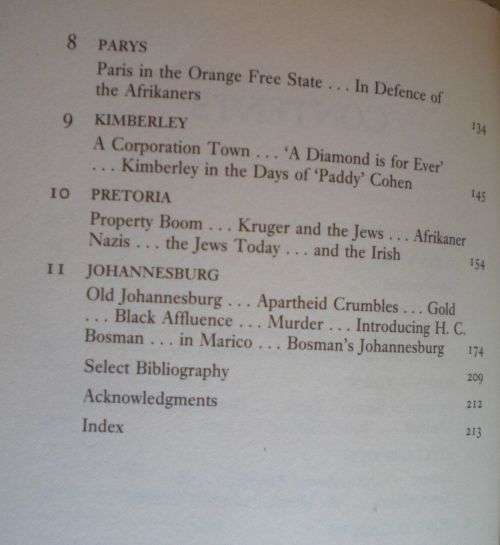 8 PARYS
Paris in the Orange Free State . . . In Defence of
the Afrikaners 134
9 KIMBERLEY
A Corporation Town . . . ‘A Diamond is for Ever’
. . . Kimberley in the Days of ‘Paddy’ Cohen 145
10 PRETORIA
Property Boom . . . Kruger and the Jews . . . Afrikaner
Nazis . . . the Jews Today . . . and the Irish 154
11 JOHANNESBURG
Old Johannesburg . . . Apartheid Crumbles . . . Gold
. . . Black Affluence . . . Murder . . . Introducing H. C.
Bosman . . . in Marico . . . Bosman’s Johannesburg 174
Select Bibliography 209
Acknowledgments 212
Index 213